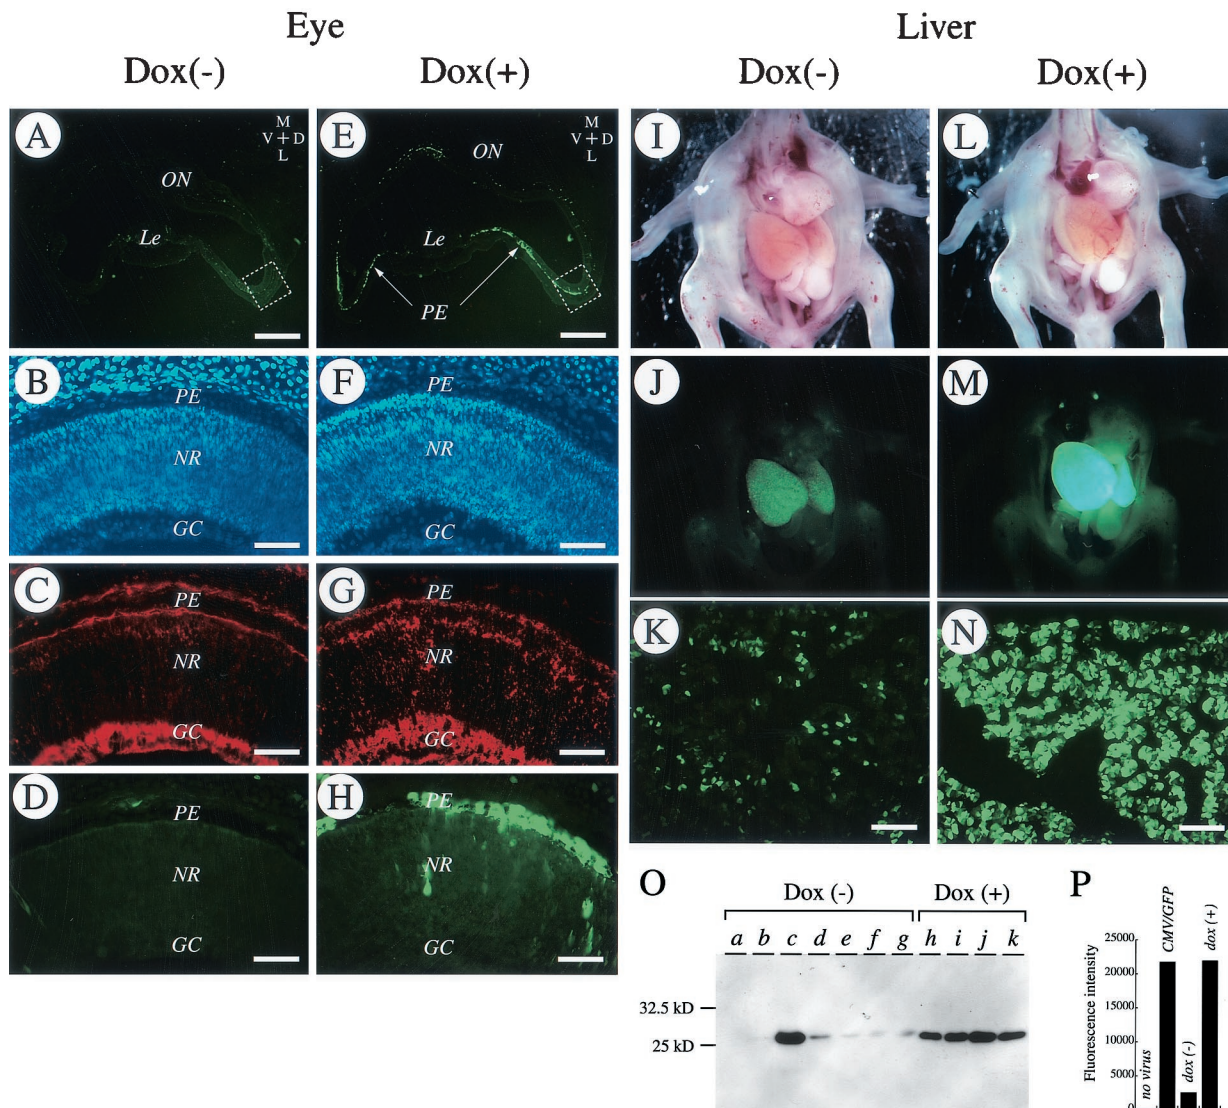 Eye
Liver
Dox(-)
Dox(+)
Dox(-)
Dox(+)
A
M
V + D
L
ON
Le
E
M
V + D
L
ON
Le
PE
I
L
B
PE
NR
GC
F
PE
NR
GC
J
M
C
PE
NR
GC
G
PE
NR
GC
K
N
D
PE
NR
GC
H
PE
NR
GC
O
Dox (-)
Dox (+)
a b c d e f g h i j k
32.5 kD
25 kD
P
Fluorescence intensity
25000
20000
15000
10000
5000
0
no virus
CMV/GFP
dox (-)
dox (+)